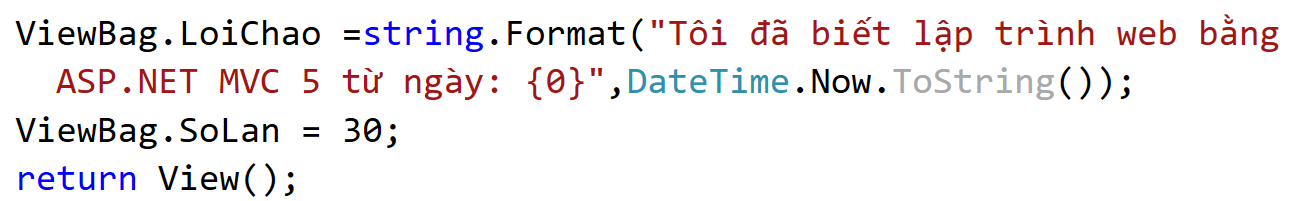 ViewBag.LoiChao =string.Format("Tôi đã biết lập trình web bằng
ASP.NET MVC 5 từ ngày: {0}",DateTime.Now.ToString());
ViewBag.SoLan = 30;
return View();